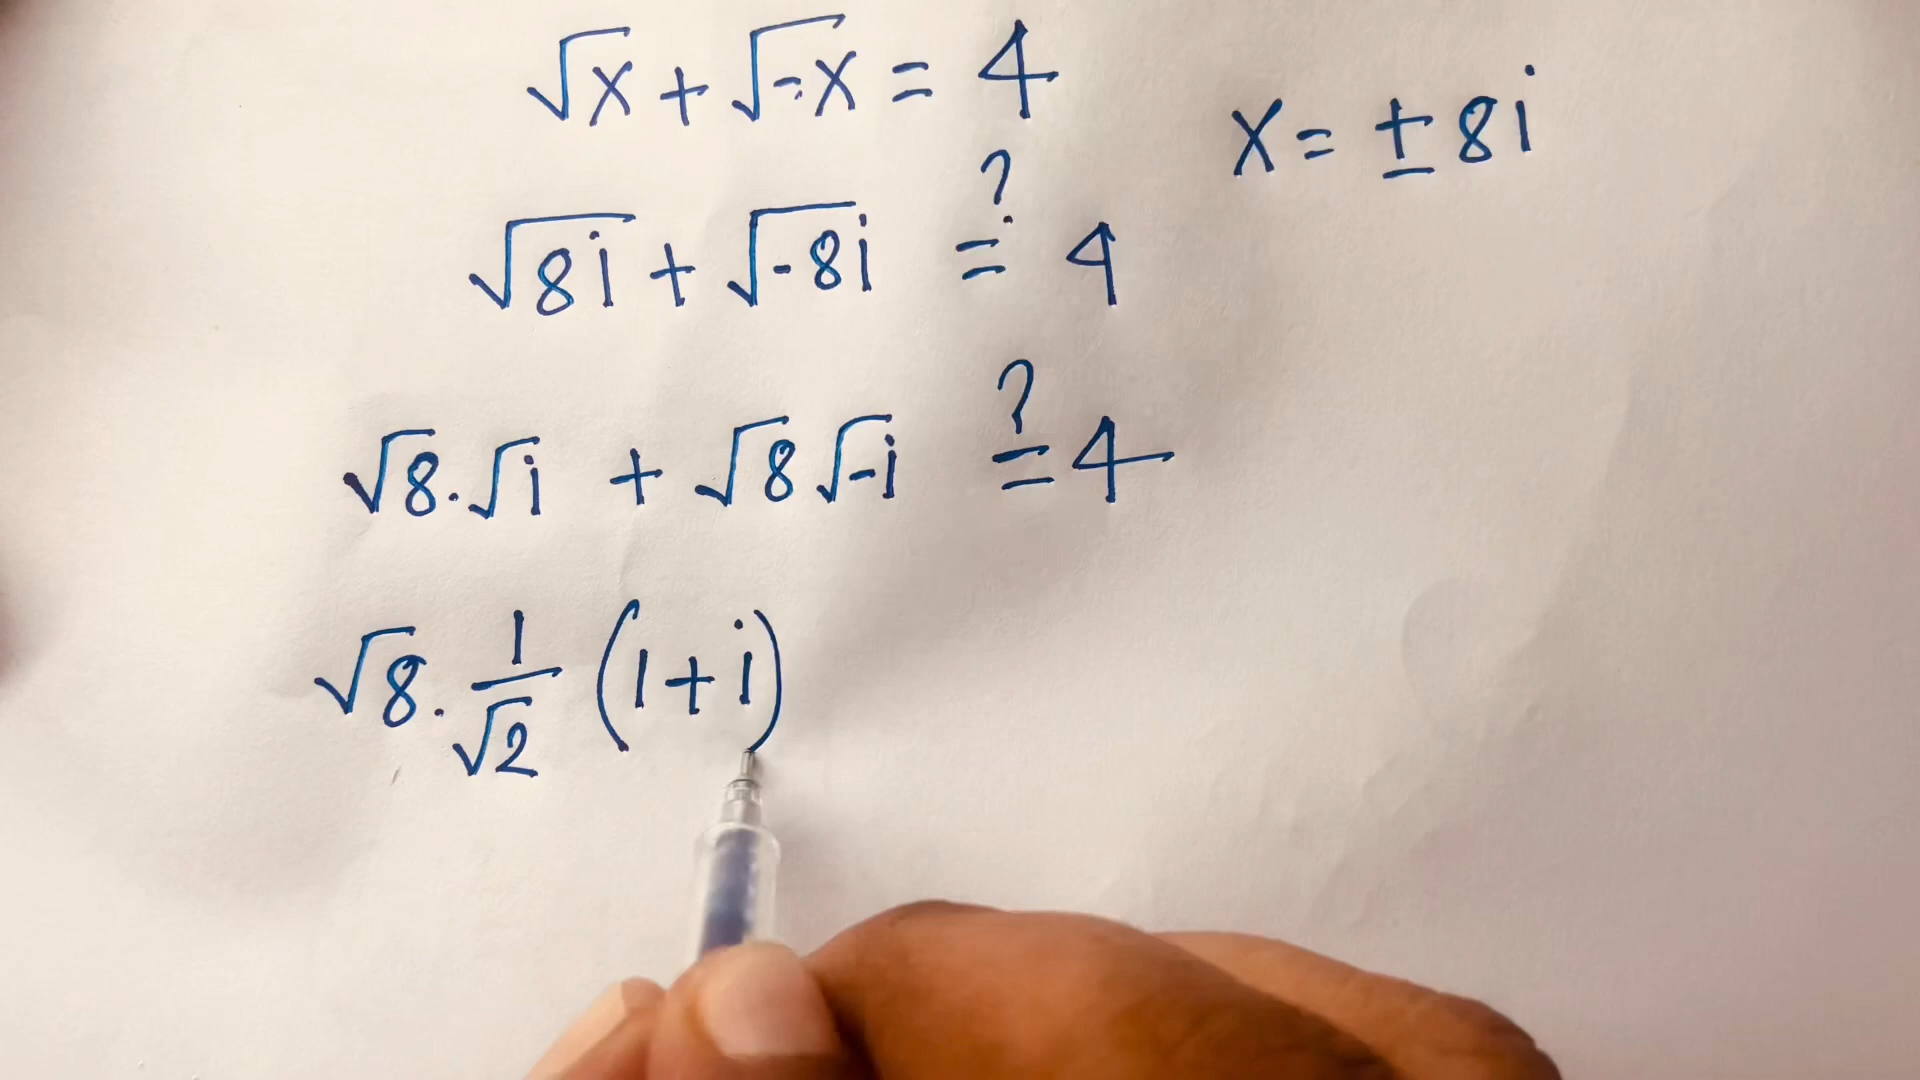 √x + √-x = 4
x = ± 8i
√8i + √-8i ?= 4
√8.√i + √8√-i ?= 4
√8. 1/√2 (1+i)